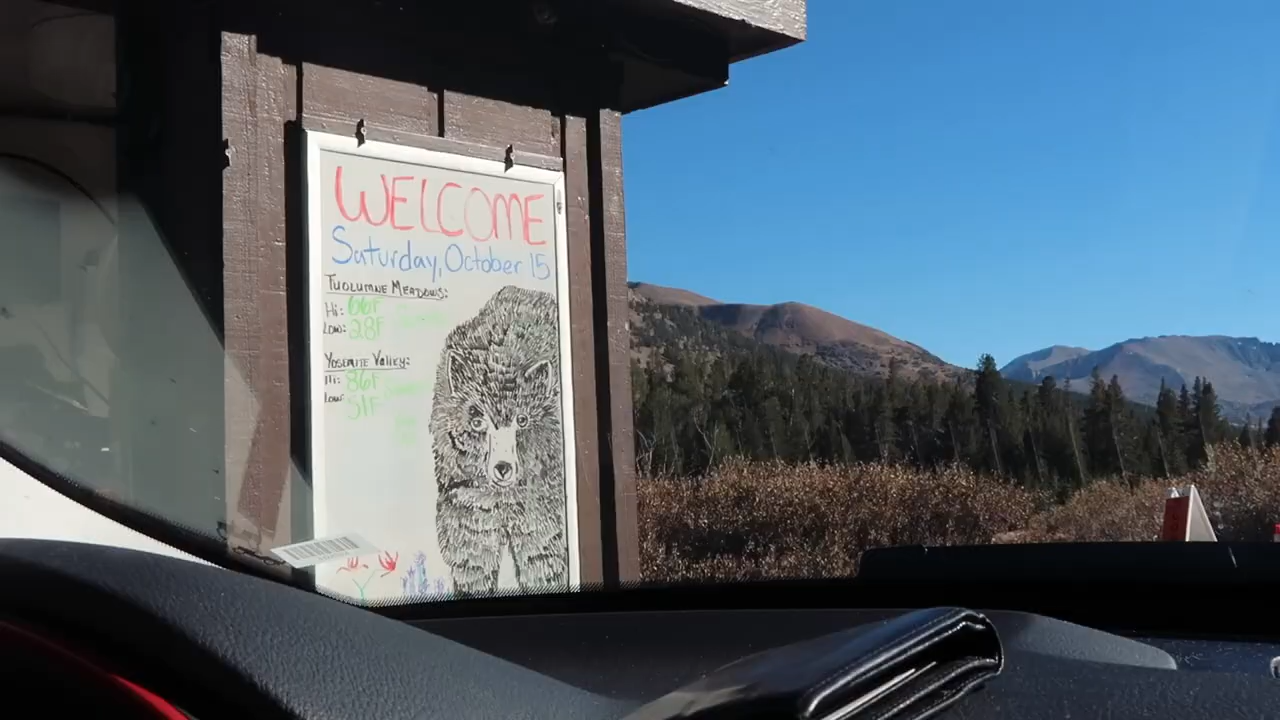 WELCOME
Saturday, October 15
TUOLUMNE MEADOWS:
Hi: 66F
Low: 28F
Yosemite Valley:
Hi: 86F
Low: 51F